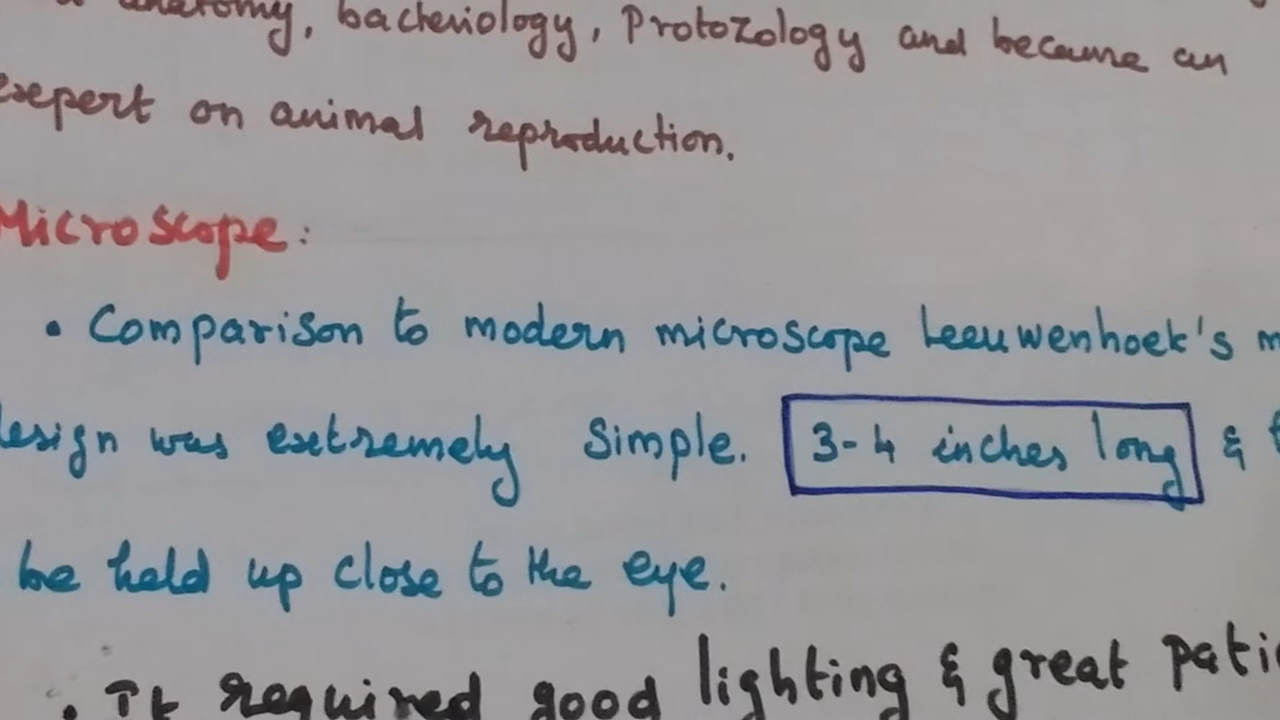 anatomy, bacteriology, Protozology and became an
expert on animal reproduction.
Microscope:
• Comparison to modern microscope Leeuwenhoek's
design was extremely simple. 3-4 inches long &
be held up close to the eye.
• It required good lighting & great